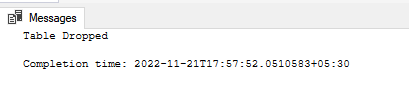 Messages
Table Dropped
Completion time: 2022-11-21T17:57:52.0510583+05:30